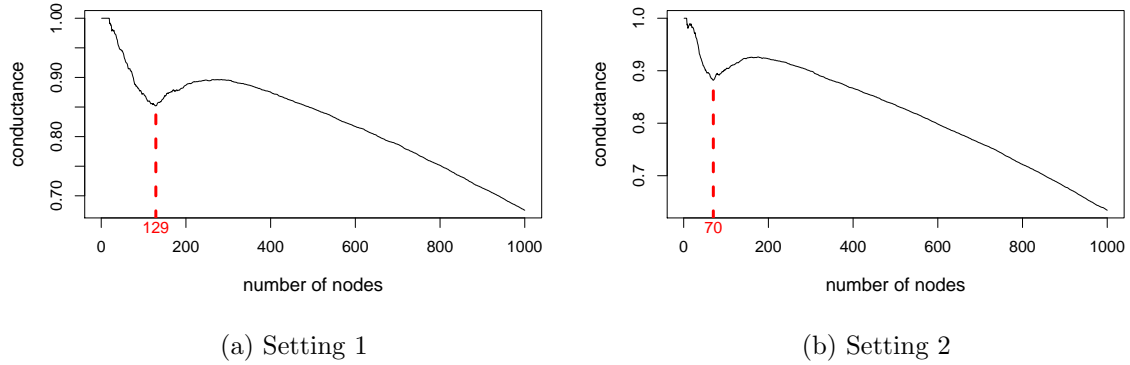 1.00
0.90
0.80
0.70
conductance
129
0 200 400 600 800 1000
number of nodes
(a) Setting 1
1.0
0.9
0.8
0.7
conductance
70
0 200 400 600 800 1000
number of nodes
(b) Setting 2